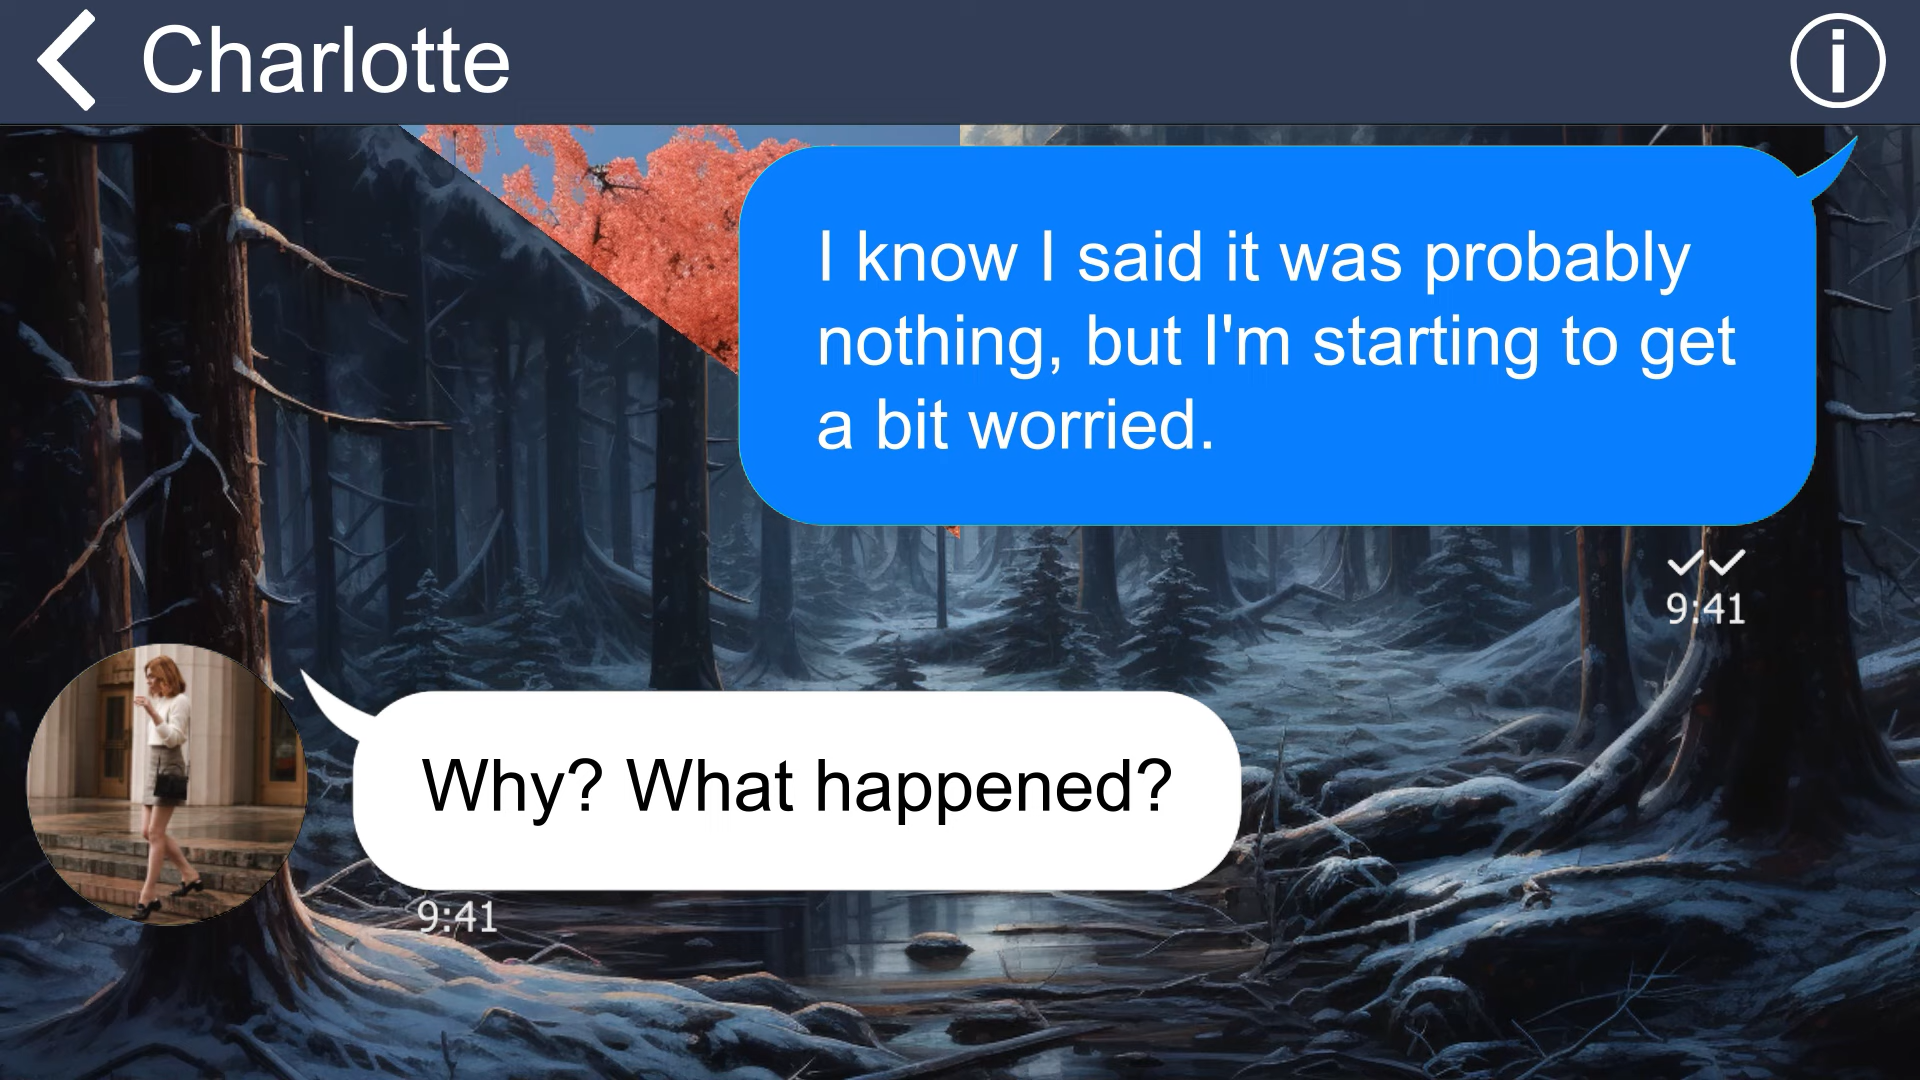 Charlotte
I know I said it was probably
nothing, but I'm starting to get
a bit worried.
9:41
Why? What happened?
9:41